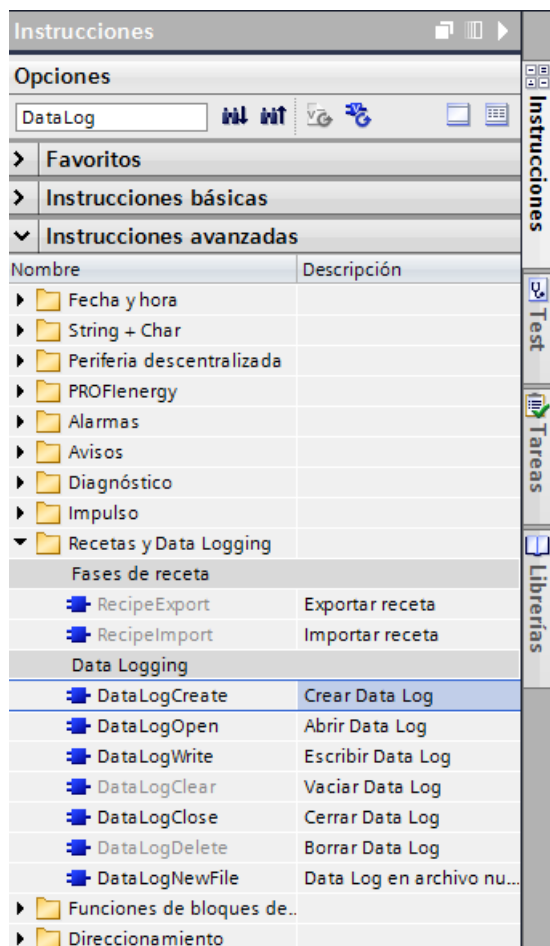 Instrucciones
Opciones
DataLog
Favoritos
Instrucciones básicas
Instrucciones avanzadas
Nombre Descripción
Fecha y hora
String + Char
Periferia descentralizada
PROFIenergy
Alarmas
Avisos
Diagnóstico
Impulso
Recetas y Data Logging
Fases de receta
RecipeExport Exportar receta
RecipeImport Importar receta
Data Logging
DataLogCreate Crear Data Log
DataLogOpen Abrir Data Log
DataLogWrite Escribir Data Log
DataLogClear Vaciar Data Log
DataLogClose Cerrar Data Log
DataLogDelete Borrar Data Log
DataLogNewFile Data Log en archivo nu...
Funciones de bloques de..
Direccionamiento
Instrucciones
Test
Tareas
Librerías